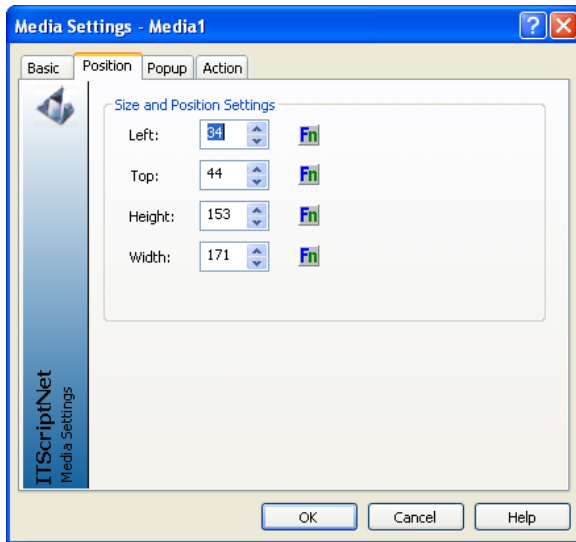 Media Settings - Media1
?
X
Basic
Position
Popup
Action
Size and Position Settings
Left: 34 Fn
Top: 44 Fn
Height: 153 Fn
Width: 171 Fn
ITScriptNet
Media Settings
OK
Cancel
Help